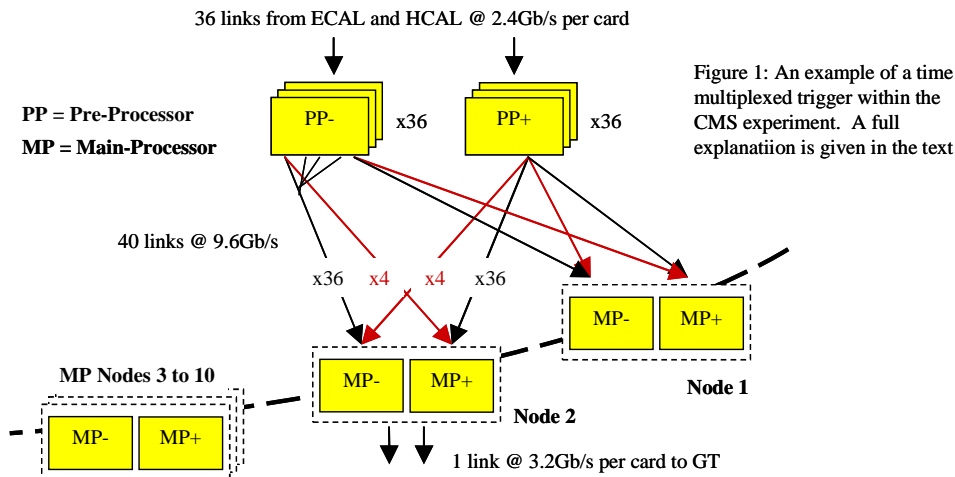 36 links from ECAL and HCAL @ 2.4Gb/s per card
PP = Pre-Processor
MP = Main-Processor
PP-
x36
PP+
x36
Figure 1: An example of a time
multiplexed trigger within the
CMS experiment. A full
explanatiion is given in the text
40 links @ 9.6Gb/s
x36
x4
x4
x36
MP-
MP+
Node 1
MP-
MP+
Node 2
MP Nodes 3 to 10
MP-
MP+
1 link @ 3.2Gb/s per card to GT